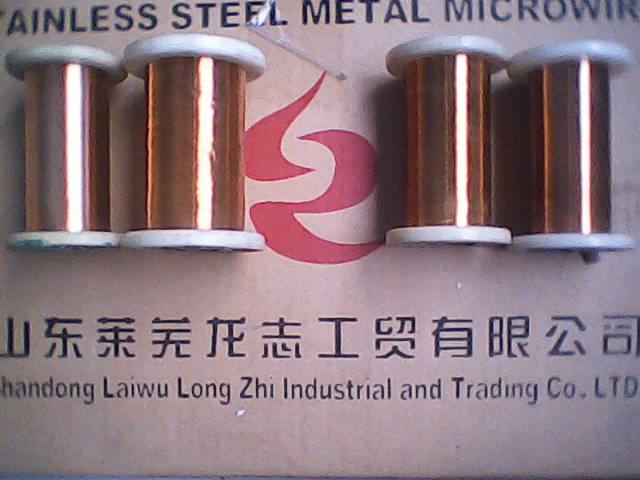 TAINLESS STEEL METAL MICROWIR
山东莱芜龙志工贸有限公司
Shandong Laiwu Long Zhi Industrial and Trading Co., LTD